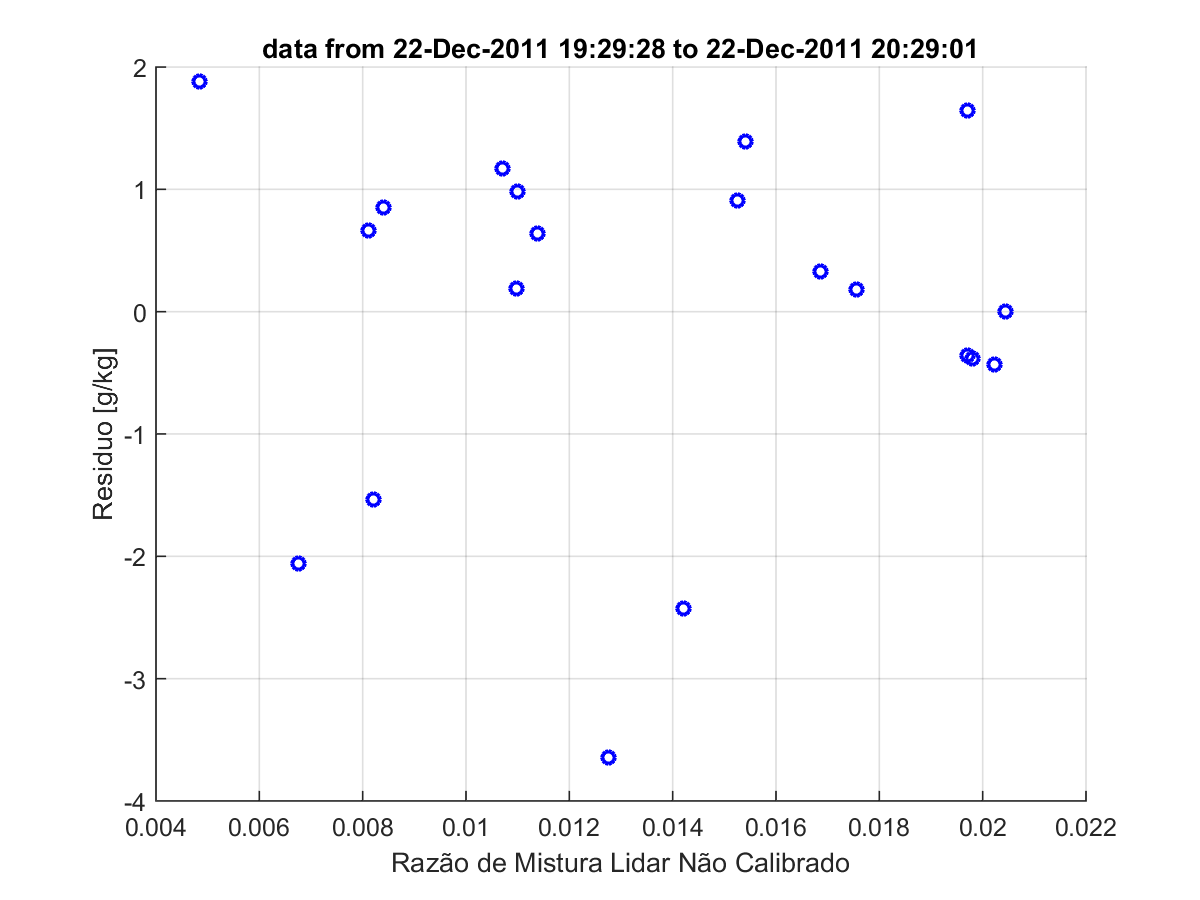 data from 22-Dec-2011 19:29:28 to 22-Dec-2011 20:29:01
2
1
0
-1
-2
-3
-4
Residuo [g/kg]
0.004 0.006 0.008 0.01 0.012 0.014 0.016 0.018 0.02 0.022
Razão de Mistura Lidar Não Calibrado